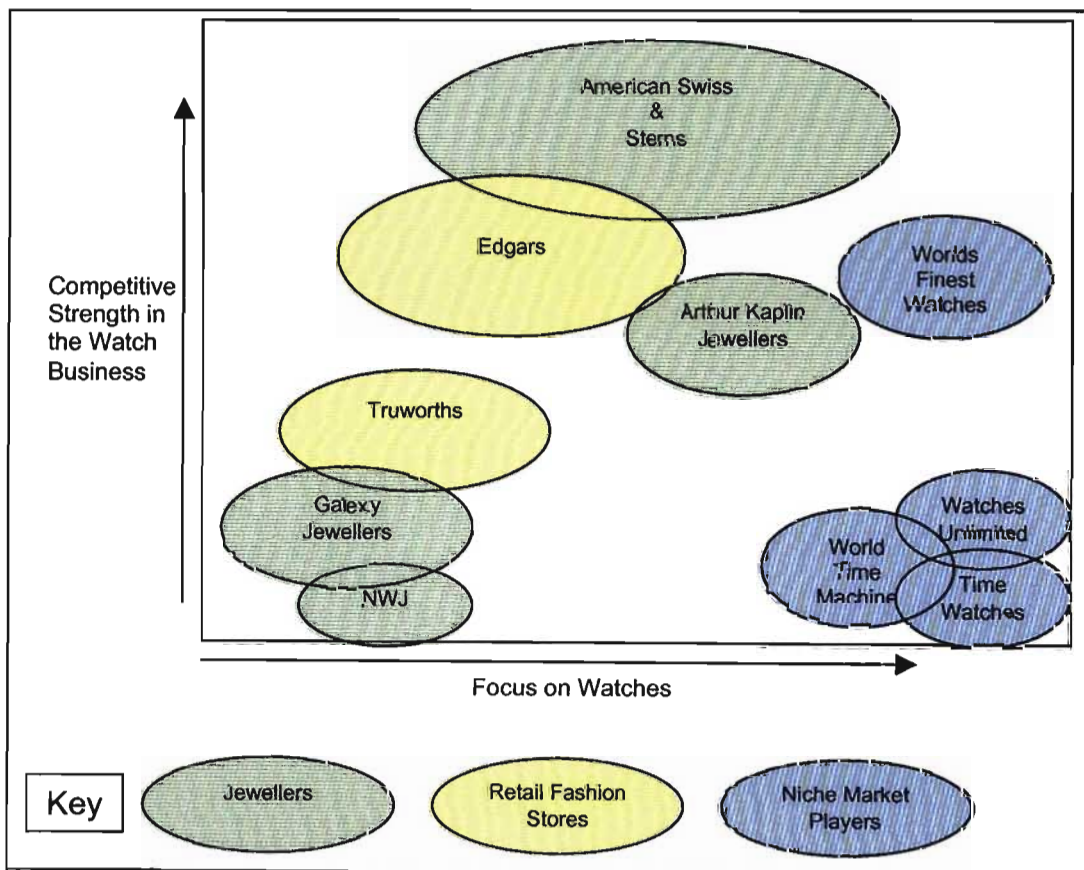 American Swiss
&
Sterns
Edgars
Worlds
Finest
Watches
Competitive
Strength in
the Watch
Business
Arthur Kaplin
Jewellers
Truworths
Galexy
Jewellers
Watches
Unlimited
World
Time
Machine
Time
Watches
NWJ
Focus on Watches
Key
Jewellers
Retail Fashion
Stores
Niche Market
Players